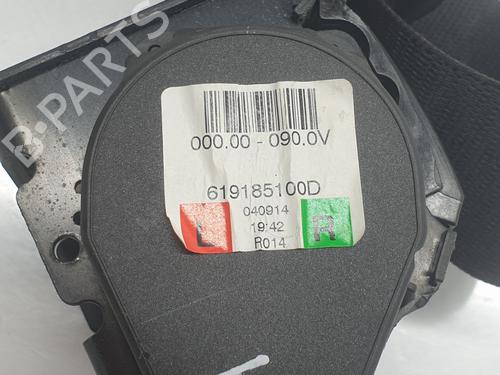 B-PARTS
000.00 - 090.0V
619185100D
040914
L 19:42 R
R014